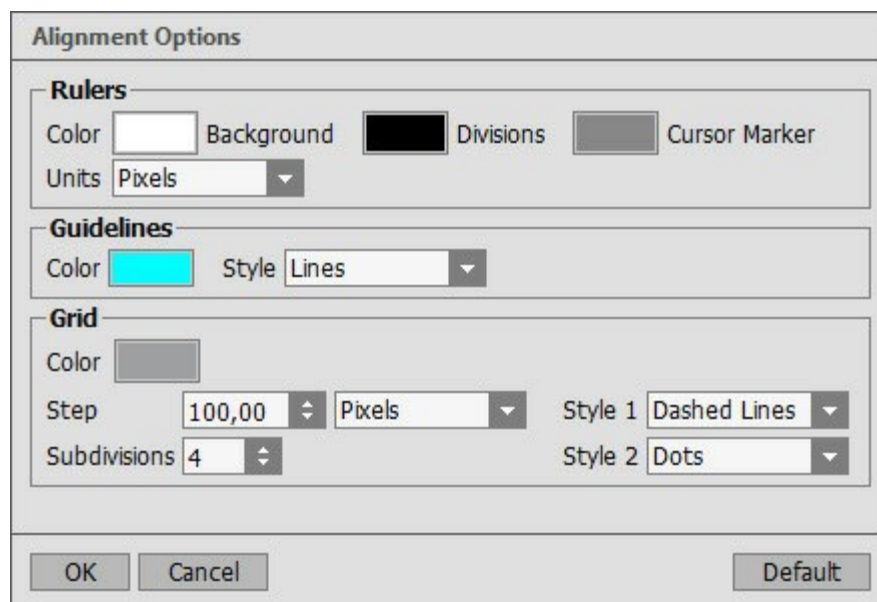 Alignment Options
Rulers
Color Background Divisions Cursor Marker
Units Pixels
Guidelines
Color Style Lines
Grid
Color
Step 100,00 Pixels Style 1 Dashed Lines
Subdivisions 4 Style 2 Dots
OK Cancel Default